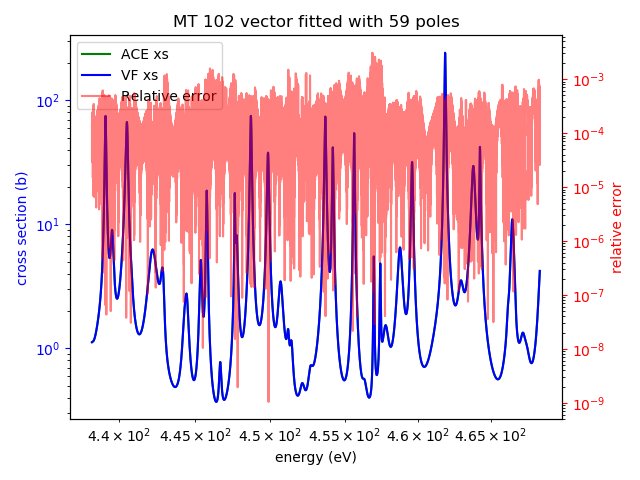 MT 102 vector fitted with 59 poles
ACE xs
VF xs
Relative error
10²
10¹
10⁰
cross section (b)
10⁻³
10⁻⁴
10⁻⁵
10⁻⁶
10⁻⁷
10⁻⁸
10⁻⁹
relative error
4.4 × 10² 4.45 × 10² 4.5 × 10² 4.55 × 10² 4.6 × 10² 4.65 × 10²
energy (eV)